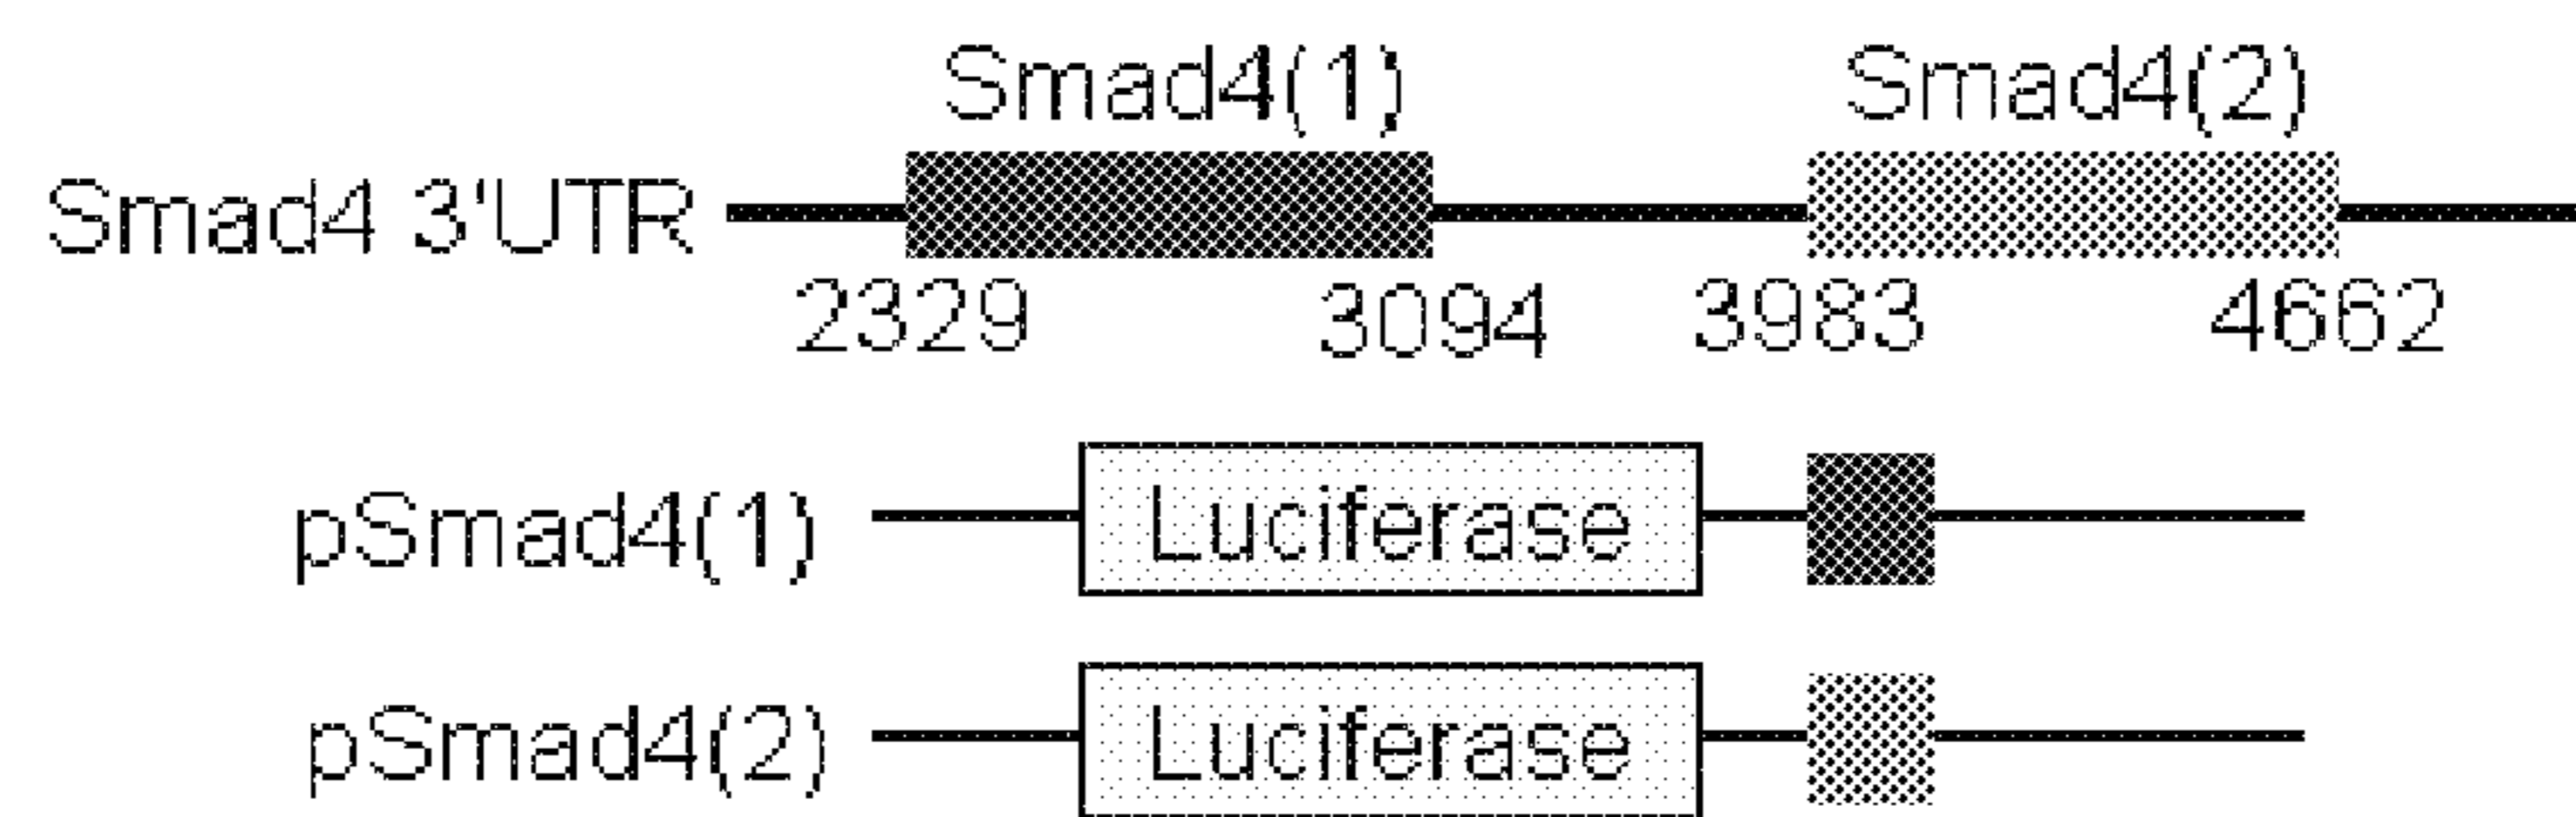 Smad4(1) Smad4(2)
Smad4 3'UTR
2329 3094 3983 4662
pSmad4(1) Luciferase
pSmad4(2) Luciferase